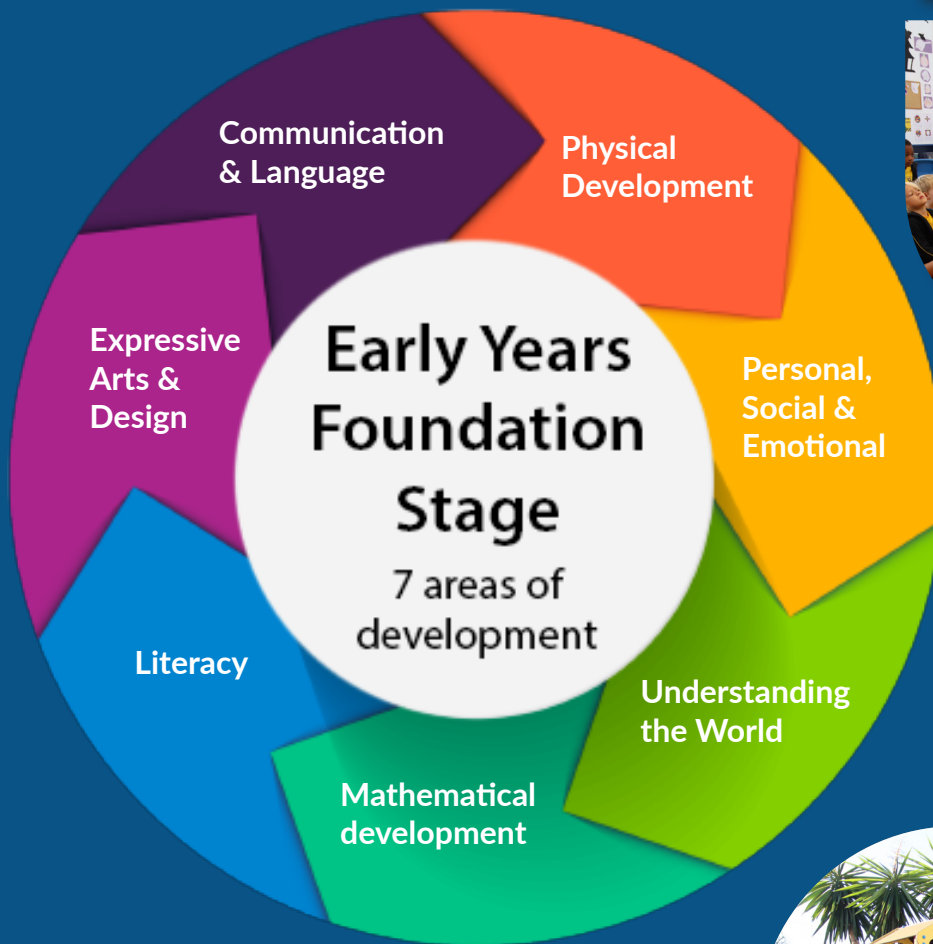 Communication
& Language
Physical
Development
Expressive
Arts &
Design
Early Years
Foundation
Stage
7 areas of
development
Personal,
Social &
Emotional
Literacy
Understanding
the World
Mathematical
development